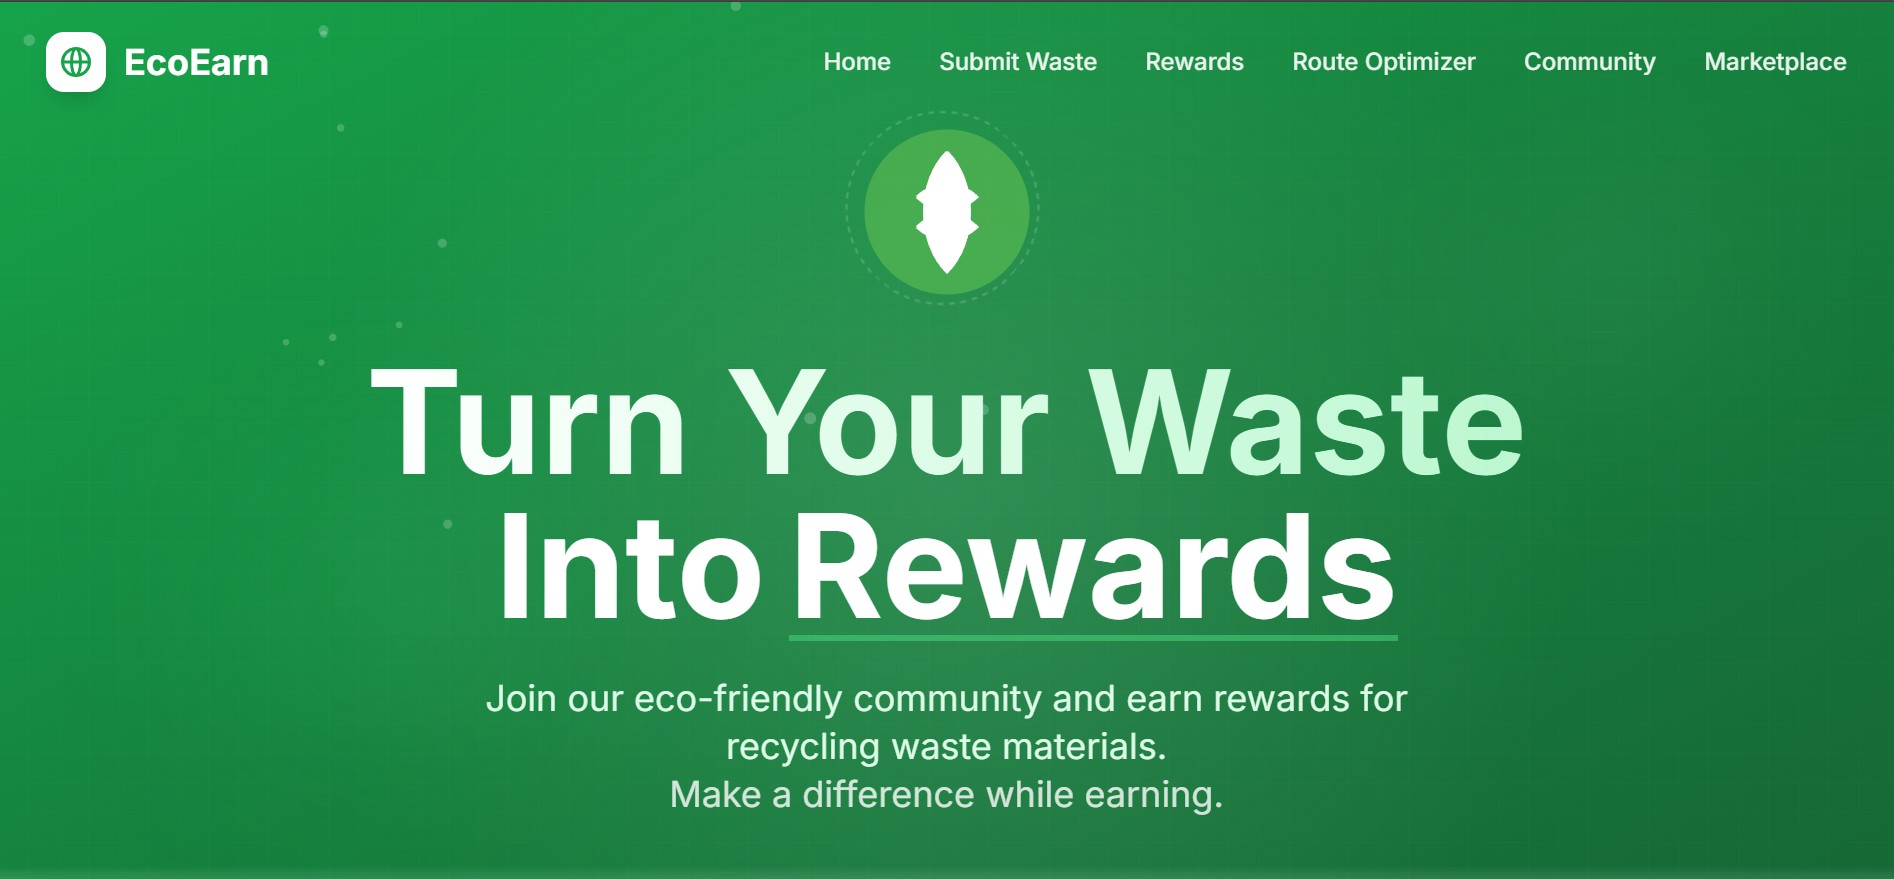 EcoEarn
Home Submit Waste Rewards Route Optimizer Community Marketplace
Turn Your Waste
Into Rewards
Join our eco-friendly community and earn rewards for
recycling waste materials.
Make a difference while earning.